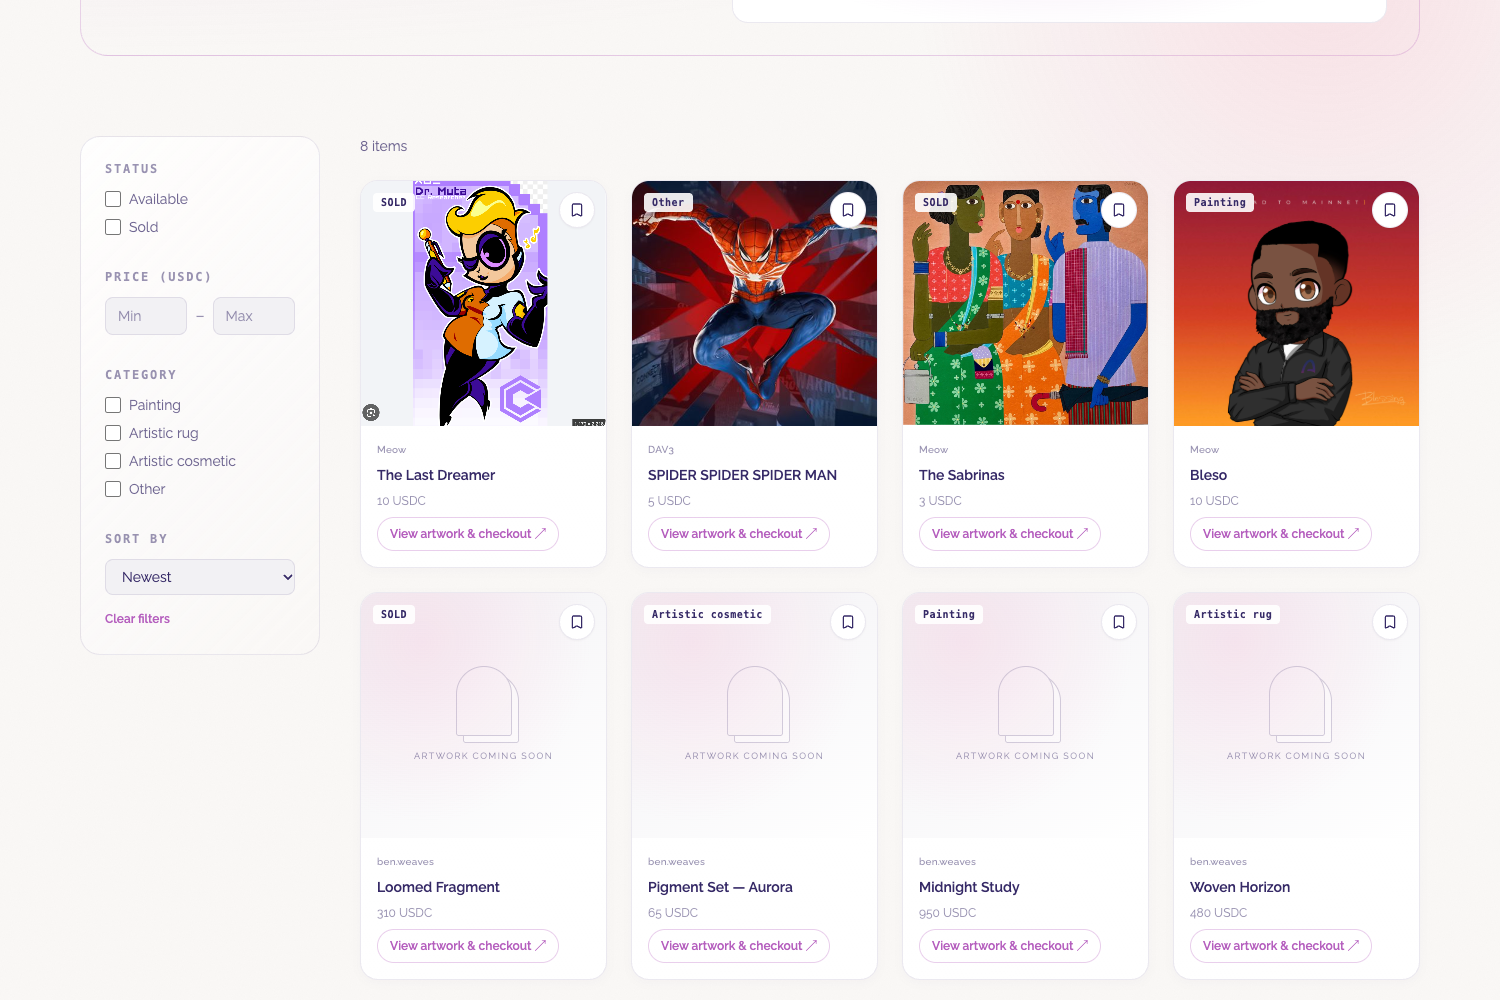 8 items
STATUS
Available
Sold
PRICE (USDC)
Min – Max
CATEGORY
Painting
Artistic rug
Artistic cosmetic
Other
SORT BY
Newest
Clear filters
SOLD
Dr. Muta
Meow
The Last Dreamer
10 USDC
View artwork & checkout ↗
Other
DAV3
SPIDER SPIDER SPIDER MAN
5 USDC
View artwork & checkout ↗
SOLD
Meow
The Sabrinas
3 USDC
View artwork & checkout ↗
Painting
TO MAINNET
Meow
Bleso
10 USDC
View artwork & checkout ↗
SOLD
ARTWORK COMING SOON
ben.weaves
Loomed Fragment
310 USDC
View artwork & checkout ↗
Artistic cosmetic
ARTWORK COMING SOON
ben.weaves
Pigment Set — Aurora
65 USDC
View artwork & checkout ↗
Painting
ARTWORK COMING SOON
ben.weaves
Midnight Study
950 USDC
View artwork & checkout ↗
Artistic rug
ARTWORK COMING SOON
ben.weaves
Woven Horizon
480 USDC
View artwork & checkout ↗